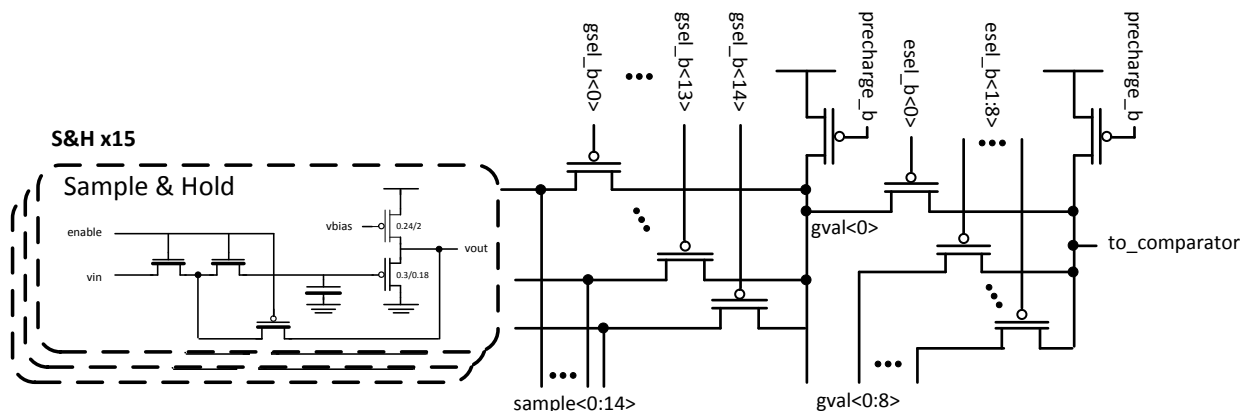 gsel_b<0>
gsel_b<13>
gsel_b<14>
precharge_b
esel_b<0>
esel_b<1:8>
precharge_b
S&H x15
Sample & Hold
enable
vin
vbias
0.24/2
0.3/0.18
vout
gval<0>
to_comparator
sample<0:14>
gval<0:8>